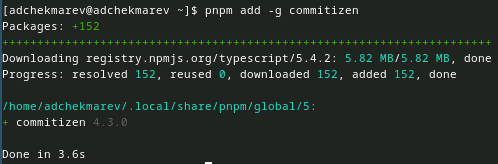 [adchekmarev@adchekmarev ~]$ pnpm add -g commitizen
Packages: +152
++++++++++++++++++++++++++++++++++++++++++++++++++++++++++++++++++++++
Downloading registry.npmjs.org/typescript/5.4.2: 5.82 MB/5.82 MB, done
Progress: resolved 152, reused 0, downloaded 152, added 152, done
/home/adchekmarev/.local/share/pnpm/global/5:
+ commitizen 4.3.0
Done in 3.6s